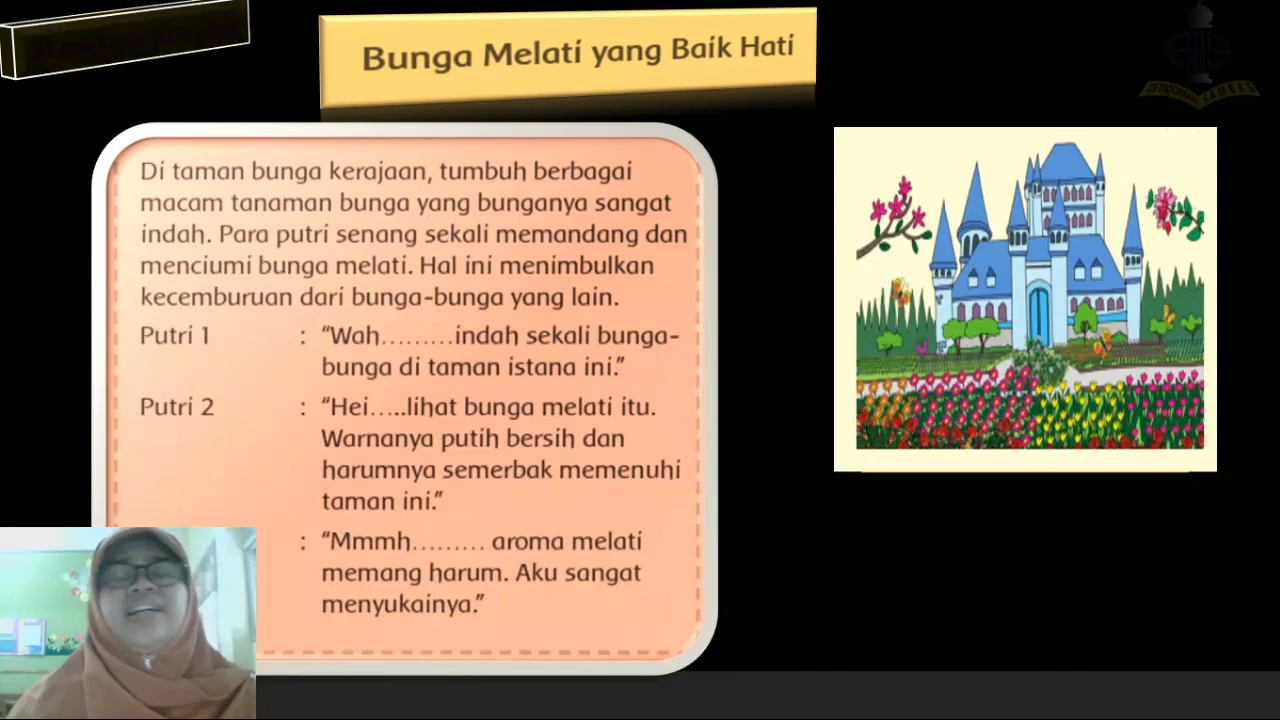 Bunga Melati yang Baik Hati
Di taman bunga kerajaan, tumbuh berbagai
macam tanaman bunga yang bunganya sangat
indah. Para putri senang sekali memandang dan
menciumi bunga melati. Hal ini menimbulkan
kecemburuan dari bunga-bunga yang lain.
Putri 1 : “Wah.........indah sekali bunga-
bunga di taman istana ini.”
Putri 2 : “Hei.....lihat bunga melati itu.
Warnanya putih bersih dan
harumnya semerbak memenuhi
taman ini.”
: “Mmmh......... aroma melati
memang harum. Aku sangat
menyukainya.”